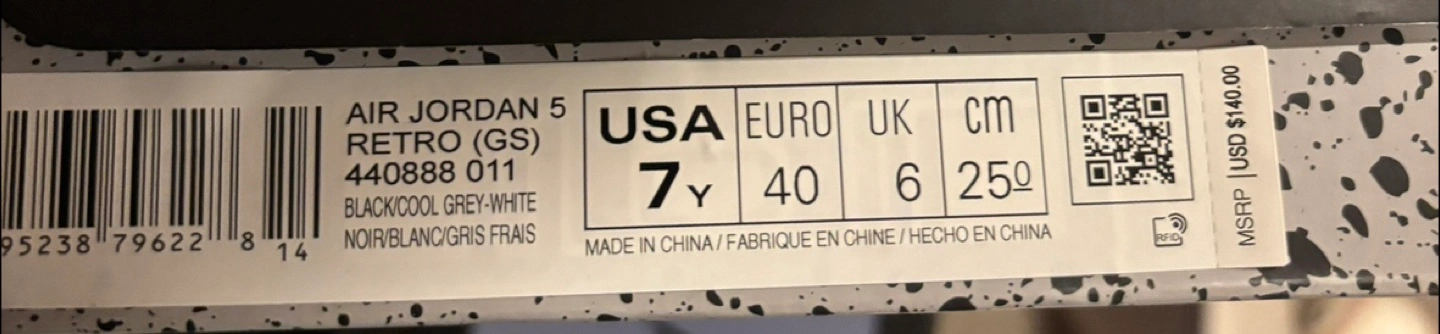 95238 79622 8 14
AIR JORDAN 5
RETRO (GS)
440888 011
BLACK/COOL GREY-WHITE
NOIR/BLANC/GRIS FRAIS
USA EURO UK cm
7Y 40 6 25º
MADE IN CHINA / FABRIQUE EN CHINE / HECHO EN CHINA
RFID
MSRP | USD $140.00